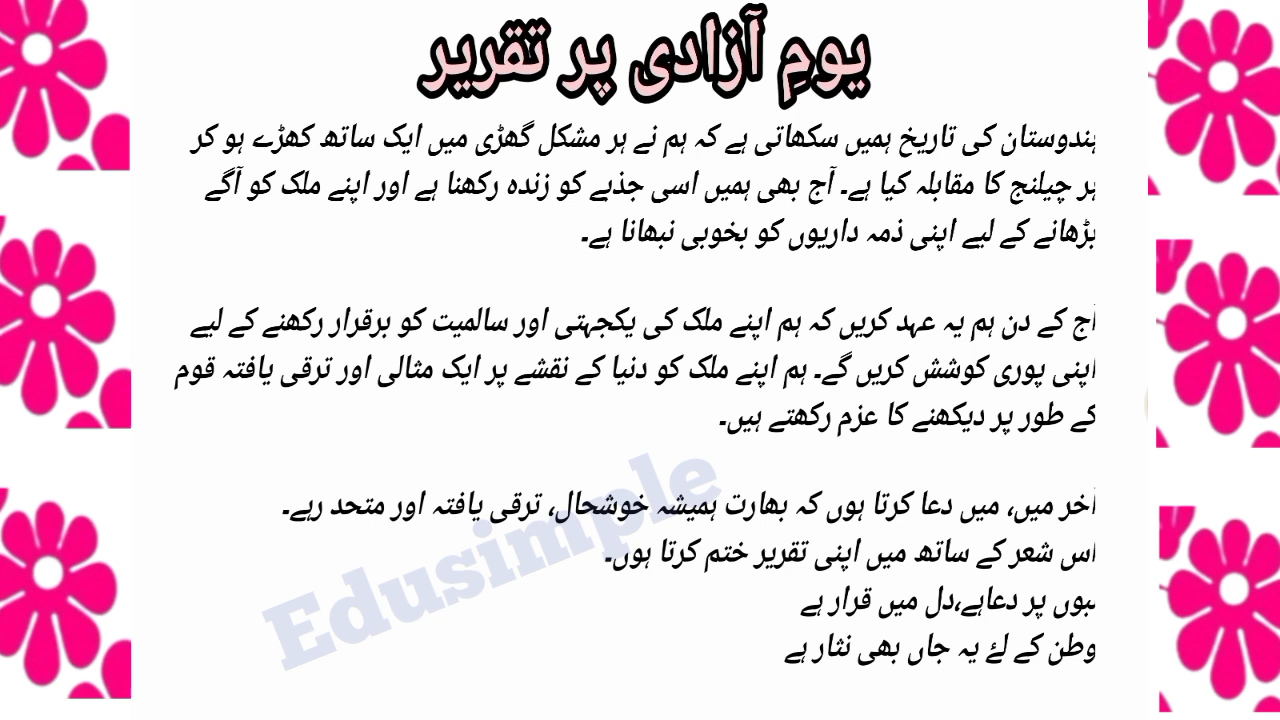 یومِ آزادی پر تقریر
ہندوستان کی تاریخ ہمیں سکھاتی ہے کہ ہم نے ہر مشکل گھڑی میں ایک ساتھ کھڑے ہو کر
ہر چیلنج کا مقابلہ کیا ہے۔ آج بھی ہمیں اسی جذبے کو زندہ رکھنا ہے اور اپنے ملک کو آگے
بڑھانے کے لیے اپنی ذمہ داریوں کو بخوبی نبھانا ہے۔
آج کے دن ہم یہ عہد کریں کہ ہم اپنے ملک کی یکجہتی اور سالمیت کو برقرار رکھنے کے لیے
اپنی پوری کوشش کریں گے۔ ہم اپنے ملک کو دنیا کے نقشے پر ایک مثالی اور ترقی یافتہ قوم
کے طور پر دیکھنے کا عزم رکھتے ہیں۔
آخر میں، میں دعا کرتا ہوں کہ بھارت ہمیشہ خوشحال، ترقی یافتہ اور متحد رہے۔
اس شعر کے ساتھ میں اپنی تقریر ختم کرتا ہوں۔
لبوں پر دعاہے،دل میں قرار ہے
وطن کے لۓ یہ جاں بھی نثار ہے
Edusimple